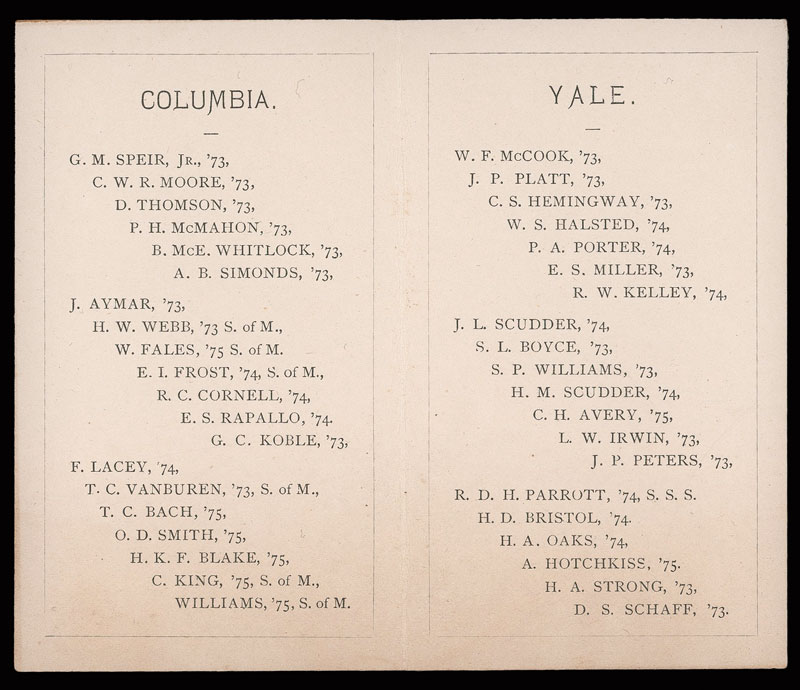 COLUMBIA.
G. M. SPEIR, JR., '73,
C. W. R. MOORE, '73,
D. THOMSON, '73,
P. H. McMAHON, '73,
B. McE. WHITLOCK, '73,
A. B. SIMONDS, '73,
J. AYMAR, '73,
H. W. WEBB, '73 S. of M.,
W. FALES, '75 S. of M.
E. I. FROST, '74, S. of M.,
R. C. CORNELL, '74,
E. S. RAPALLO, '74.
G. C. KOBLE, '73,
F. LACEY, '74,
T. C. VANBUREN, '73, S. of M.,
T. C. BACH, '75,
O. D. SMITH, '75,
H. K. F. BLAKE, '75,
C. KING, '75, S. of M.,
WILLIAMS, '75, S. of M.
YALE.
W. F. McCOOK, '73,
J. P. PLATT, '73,
C. S. HEMINGWAY, '73,
W. S. HALSTED, '74,
P. A. PORTER, '74,
E. S. MILLER, '73,
R. W. KELLEY, '74,
J. L. SCUDDER, '74,
S. L. BOYCE, '73,
S. P. WILLIAMS, '73,
H. M. SCUDDER, '74,
C. H. AVERY, '75,
L. W. IRWIN, '73,
J. P. PETERS, '73,
R. D. H. PARROTT, '74, S. S. S.
H. D. BRISTOL, '74.
H. A. OAKS, '74,
A. HOTCHKISS, '75.
H. A. STRONG, '73,
D. S. SCHAFF, '73.